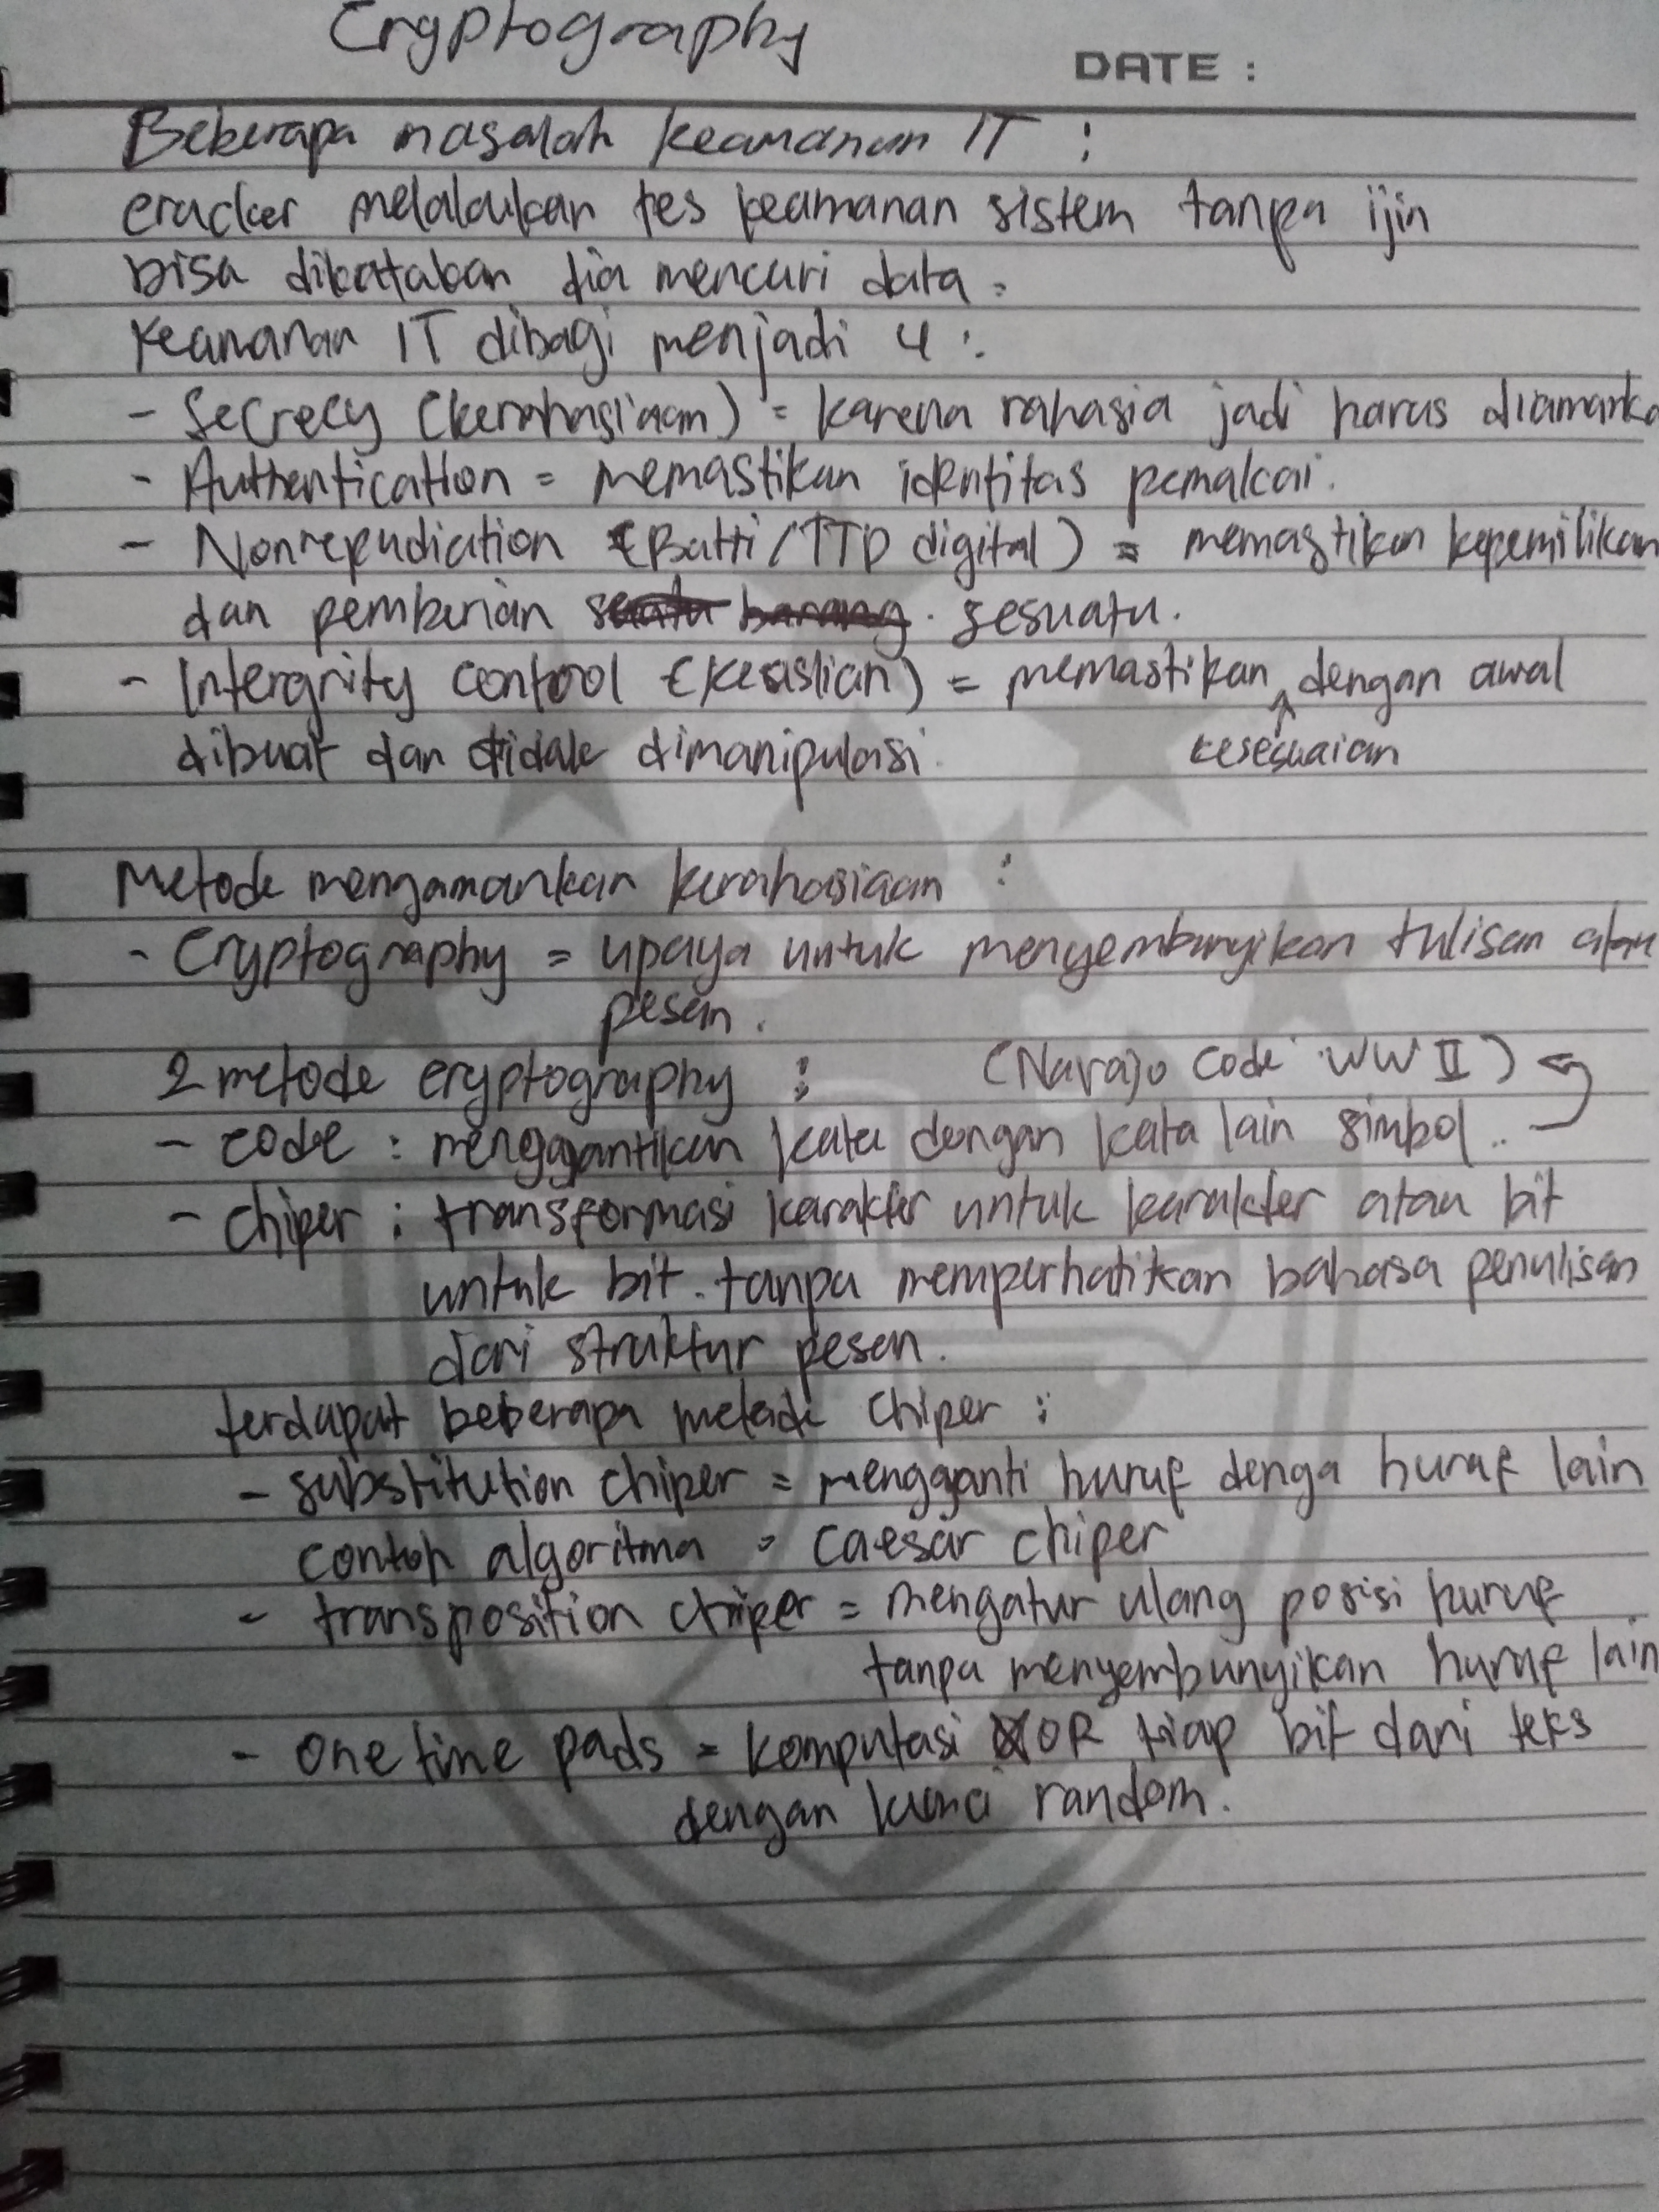 Cryptography
DATE :
Beberapa masalah keamanan IT :
cracker melalukan tes keamanan sistem tanpa ijin
bisa dikatakan dia mencuri data.
Keamanan IT dibagi menjadi 4 :
- Secrecy (kerahasiaan) = karena rahasia jadi harus diamanka
- Authentication = memastikan identitas pemakai.
- Nonrepudiation (Bukti/TTD digital) = memastikan kepemilikan
dan pemberian sesuatu.
- Intergrity control (Keaslian) = memastikan dengan awal
kesesuaian
dibuat dan tidak dimanipulasi.
Metode mengamankan kerahasiaan :
- Cryptography = upaya untuk menyembunyikan tulisan atau
pesan.
2 metode cryptography : (Navajo Code WW II)
- code : menggantikan kata dengan kata lain simbol..
- chiper : transformasi karakter untuk karakter atau bit
untuk bit. tanpa memperhatikan bahasa penulisan
dari struktur pesan.
terdapat beberapa metode chiper :
- substitution chiper = mengganti huruf denga huruf lain
contoh algoritma = caesar chiper
- transposition chiper = mengatur ulang posisi huruf
tanpa menyembunyikan huruf lain
- one time pads = komputasi XOR tiap bit dari teks
dengan kunci random.